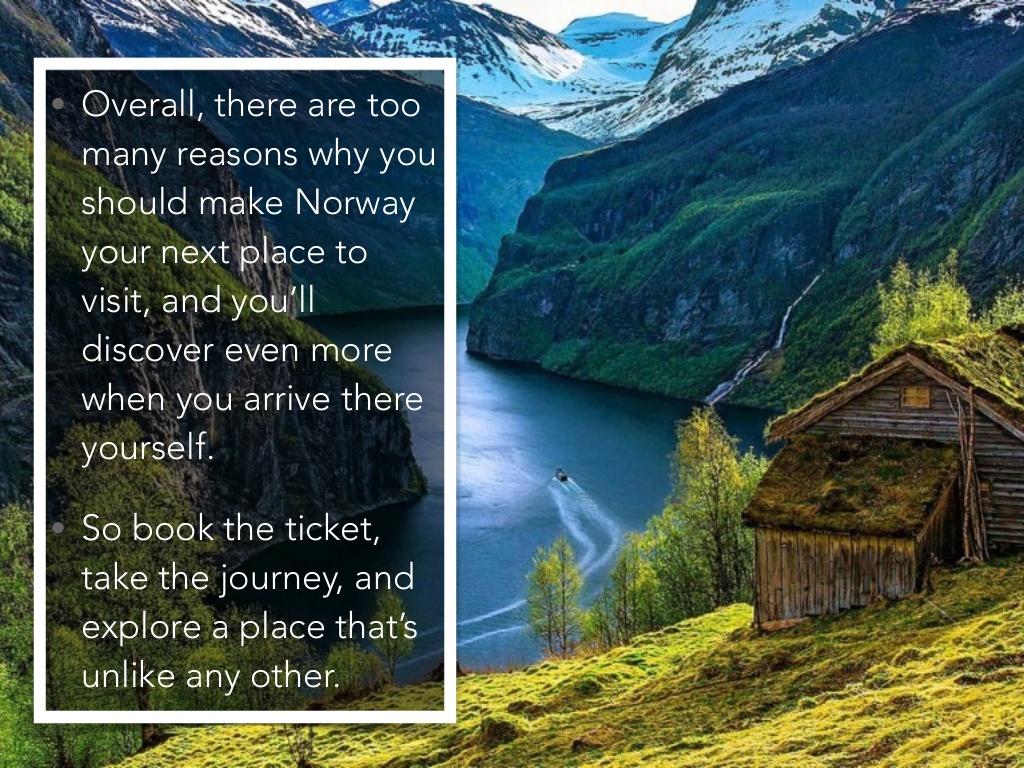 • Overall, there are too
many reasons why you
should make Norway
your next place to
visit, and you’ll
discover even more
when you arrive there
yourself.
• So book the ticket,
take the journey, and
explore a place that’s
unlike any other.